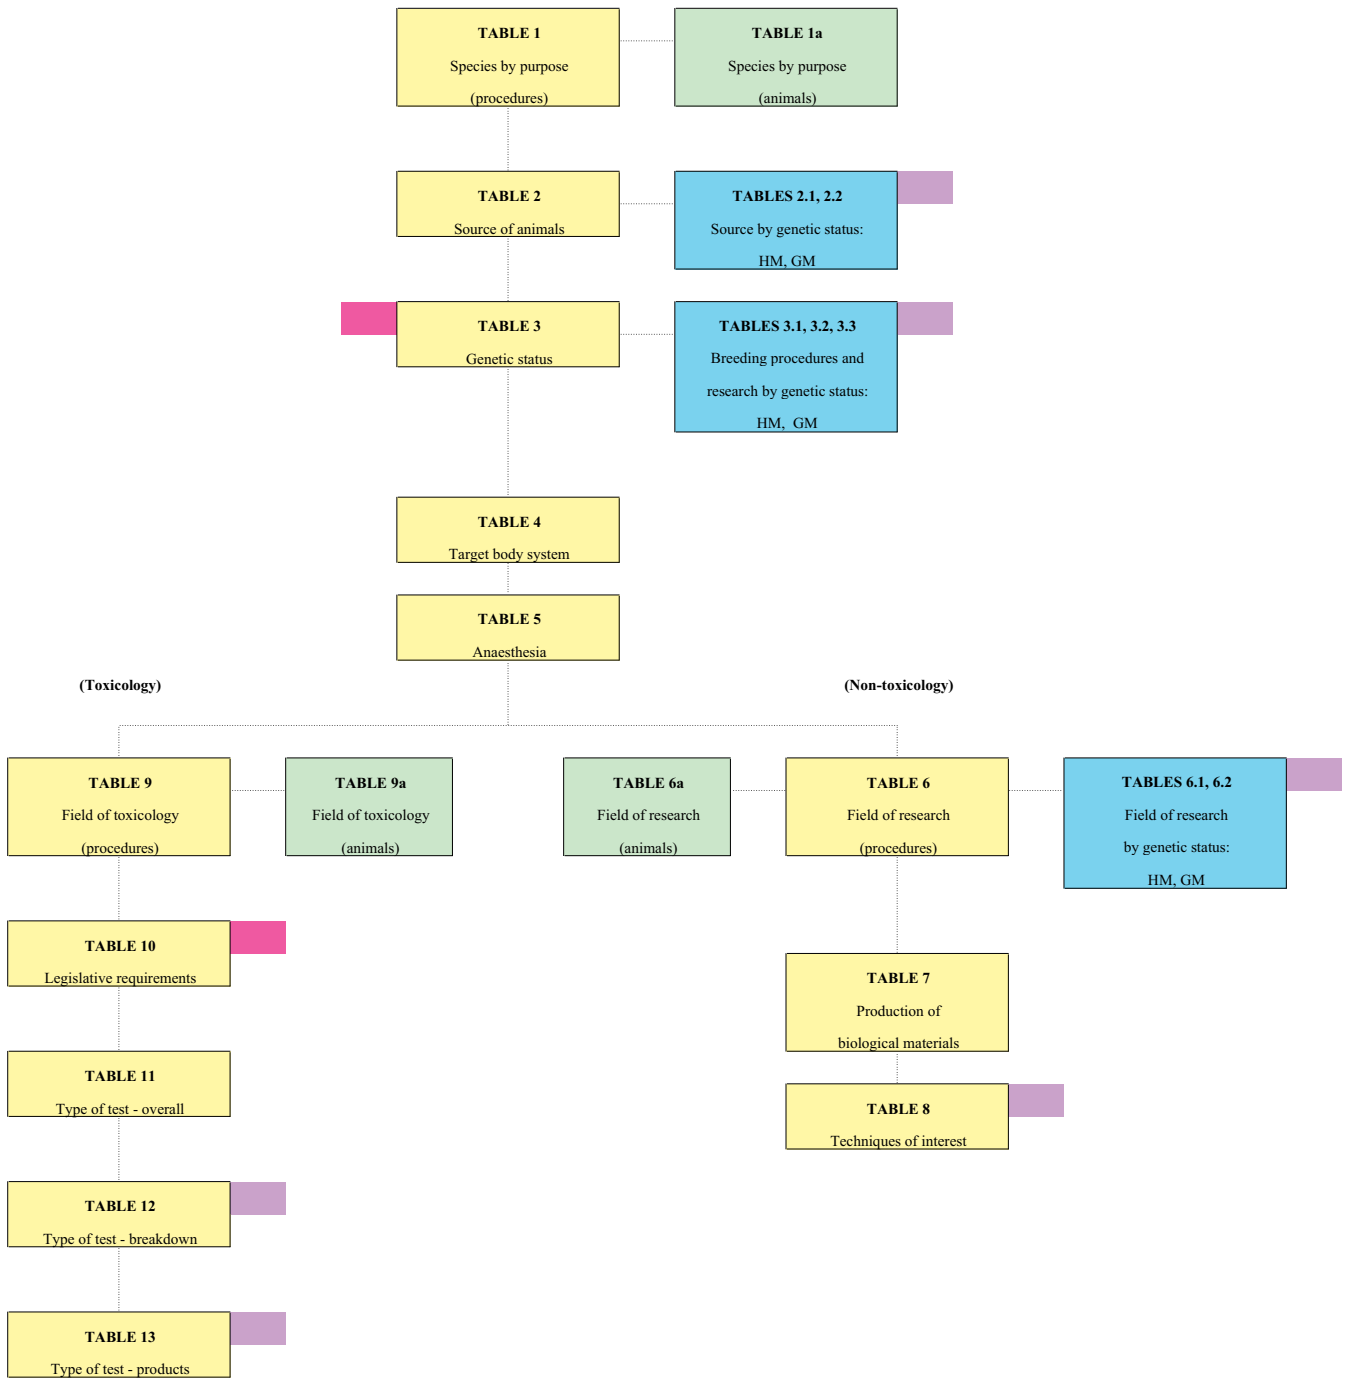 TABLE 1
Species by purpose
(procedures)
TABLE 1a
Species by purpose
(animals)
TABLE 2
Source of animals
TABLES 2.1, 2.2
Source by genetic status:
HM, GM
TABLE 3
Genetic status
TABLES 3.1, 3.2, 3.3
Breeding procedures and
research by genetic status:
HM, GM
TABLE 4
Target body system
TABLE 5
Anaesthesia
(Toxicology)
(Non-toxicology)
TABLE 9
Field of toxicology
(procedures)
TABLE 9a
Field of toxicology
(animals)
TABLE 6a
Field of research
(animals)
TABLE 6
Field of research
(procedures)
TABLES 6.1, 6.2
Field of research
by genetic status:
HM, GM
TABLE 10
Legislative requirements
TABLE 7
Production of
biological materials
TABLE 11
Type of test - overall
TABLE 8
Techniques of interest
TABLE 12
Type of test - breakdown
TABLE 13
Type of test - products